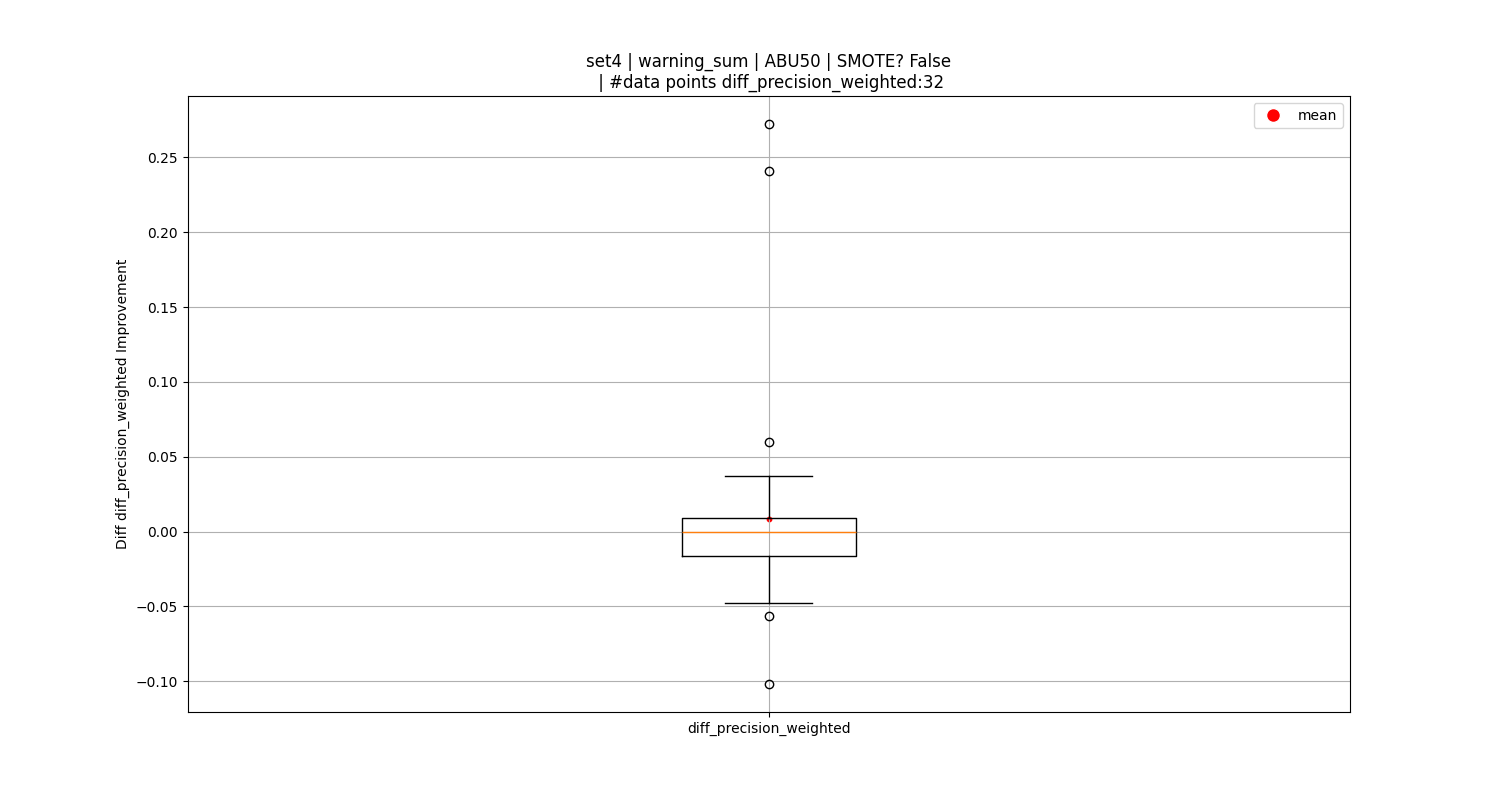 set4 | warning_sum | ABU50 | SMOTE? False
| #data points diff_precision_weighted:32
mean
0.25
0.20
0.15
0.10
0.05
0.00
−0.05
−0.10
Diff diff_precision_weighted Improvement
diff_precision_weighted